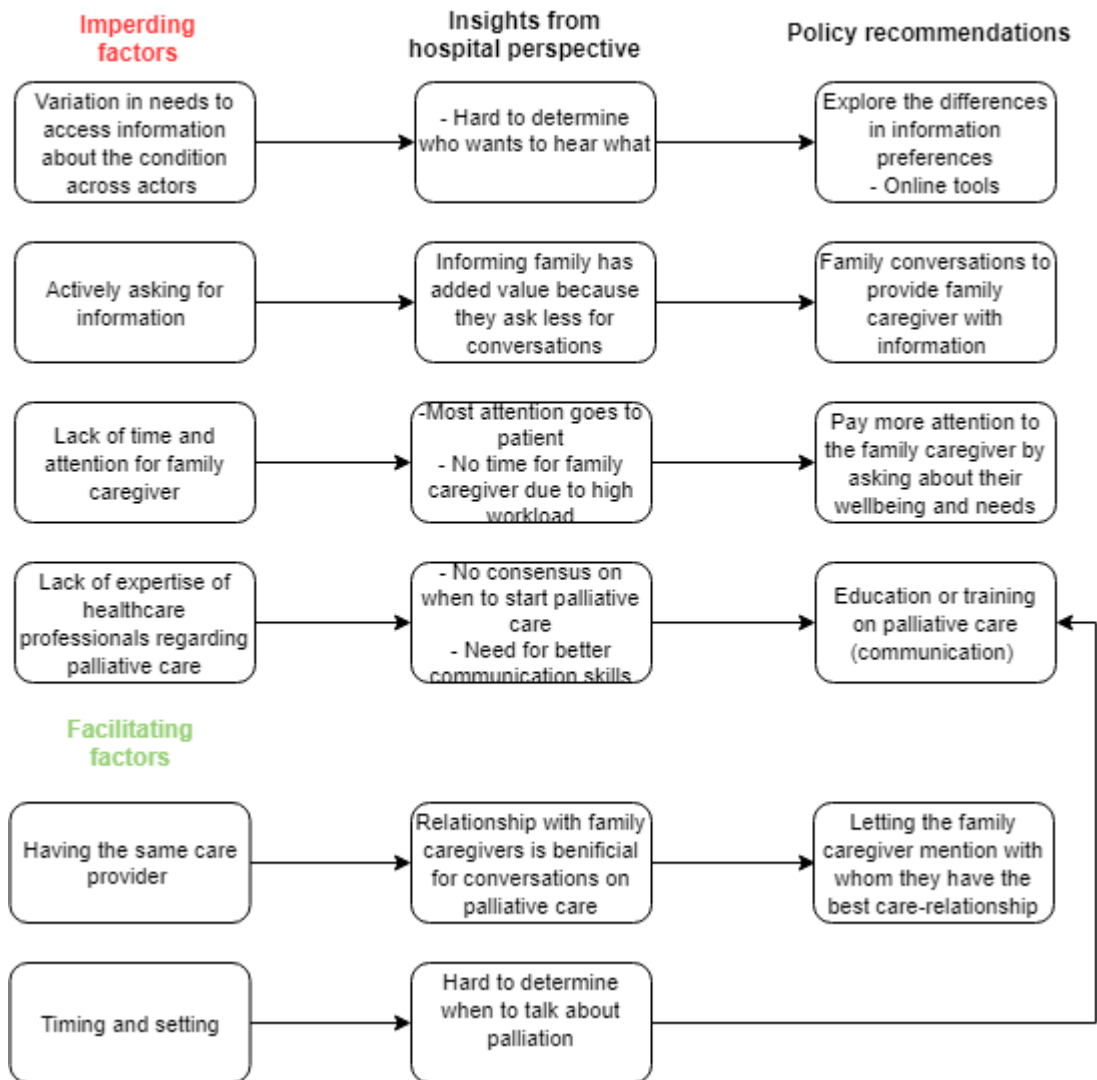 Imperding
factors
Insights from
hospital perspective
Policy recommendations
Variation in needs to
access information
about the condition
across actors
- Hard to determine
who wants to hear what
Explore the differences
in information
preferences
- Online tools
Actively asking for
information
Informing family has
added value because
they ask less for
conversations
Family conversations to
provide family
caregiver with
information
Lack of time and
attention for family
caregiver
-Most attention goes to
patient
- No time for family
caregiver due to high
workload
Pay more attention to
the family caregiver by
asking about their
wellbeing and needs
Lack of expertise of
healthcare
professionals regarding
palliative care
- No consensus on
when to start palliative
care
- Need for better
communication skills
Education or training
on palliative care
(communication)
Facilitating
factors
Having the same care
provider
Relationship with family
caregivers is benificial
for conversations on
palliative care
Letting the family
caregiver mention with
whom they have the
best care-relationship
Timing and setting
Hard to determine
when to talk about
palliation